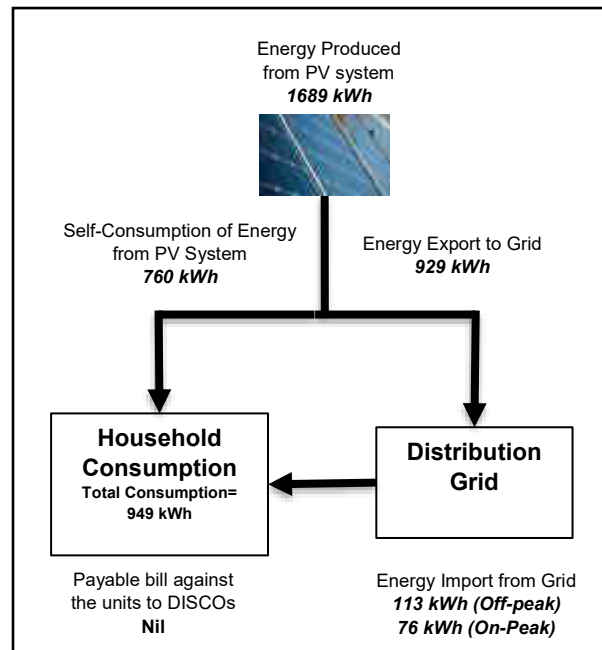 Energy Produced
from PV system
1689 kWh
Self-Consumption of Energy
from PV System
760 kWh
Energy Export to Grid
929 kWh
Household
Consumption
Total Consumption=
949 kWh
Distribution
Grid
Payable bill against
the units to DISCOs
Nil
Energy Import from Grid
113 kWh (Off-peak)
76 kWh (On-Peak)